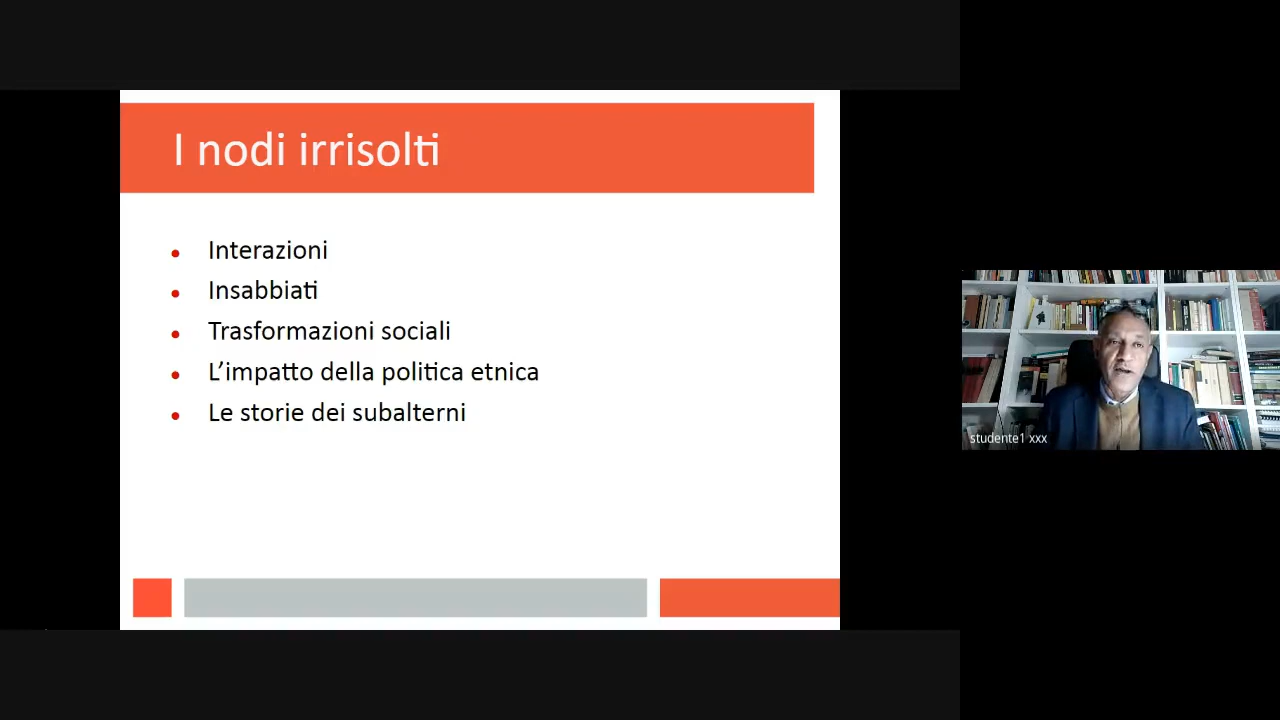 I nodi irrisolti
Interazioni
Insabbiati
Trasformazioni sociali
L’impatto della politica etnica
Le storie dei subalterni
studente1 xxx